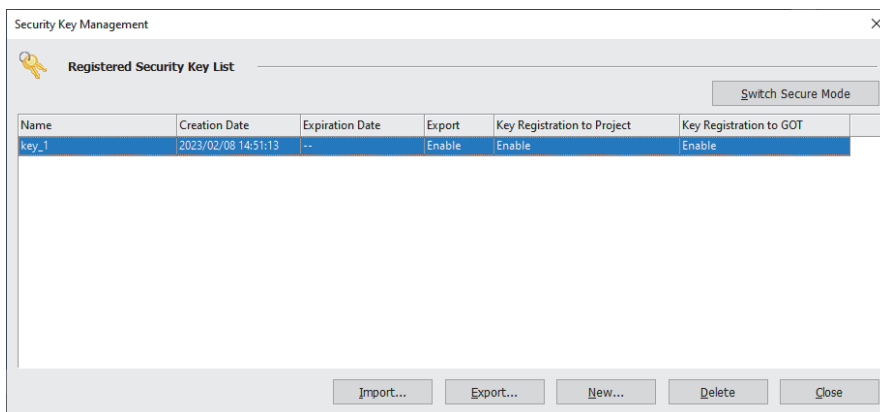 Security Key Management
Registered Security Key List
Switch Secure Mode
Name Creation Date Expiration Date Export Key Registration to Project Key Registration to GOT
key_1 2023/02/08 14:51:13 -- Enable Enable Enable
Import... Export... New... Delete Close